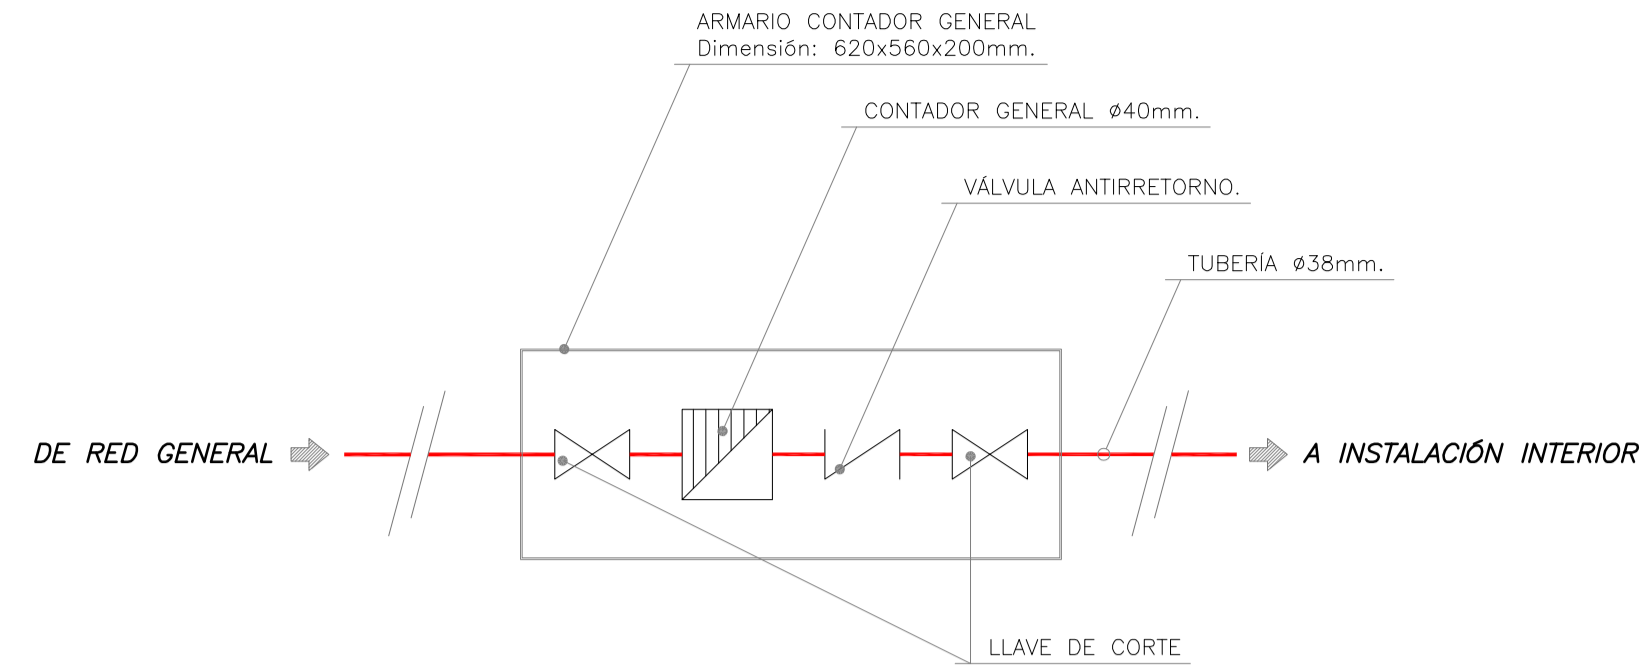 ARMARIO CONTADOR GENERAL
Dimensión: 620x560x200mm.
CONTADOR GENERAL ø40mm.
VÁLVULA ANTIRRETORNO.
TUBERÍA ø38mm.
DE RED GENERAL
A INSTALACIÓN INTERIOR
LLAVE DE CORTE